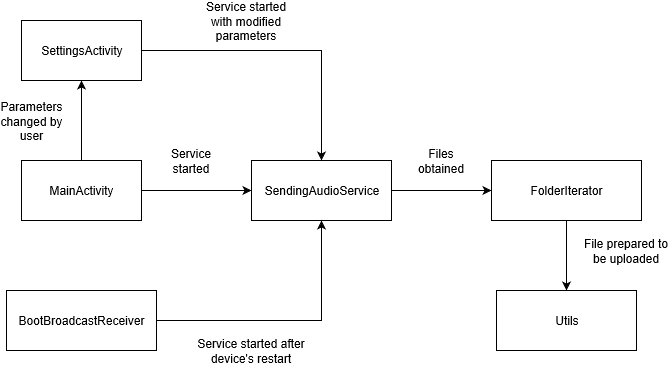 Service started
with modified
parameters
SettingsActivity
Parameters
changed by
user
Service
started
Files
obtained
MainActivity
SendingAudioService
FolderIterator
File prepared to
be uploaded
BootBroadcastReceiver
Utils
Service started after
device's restart